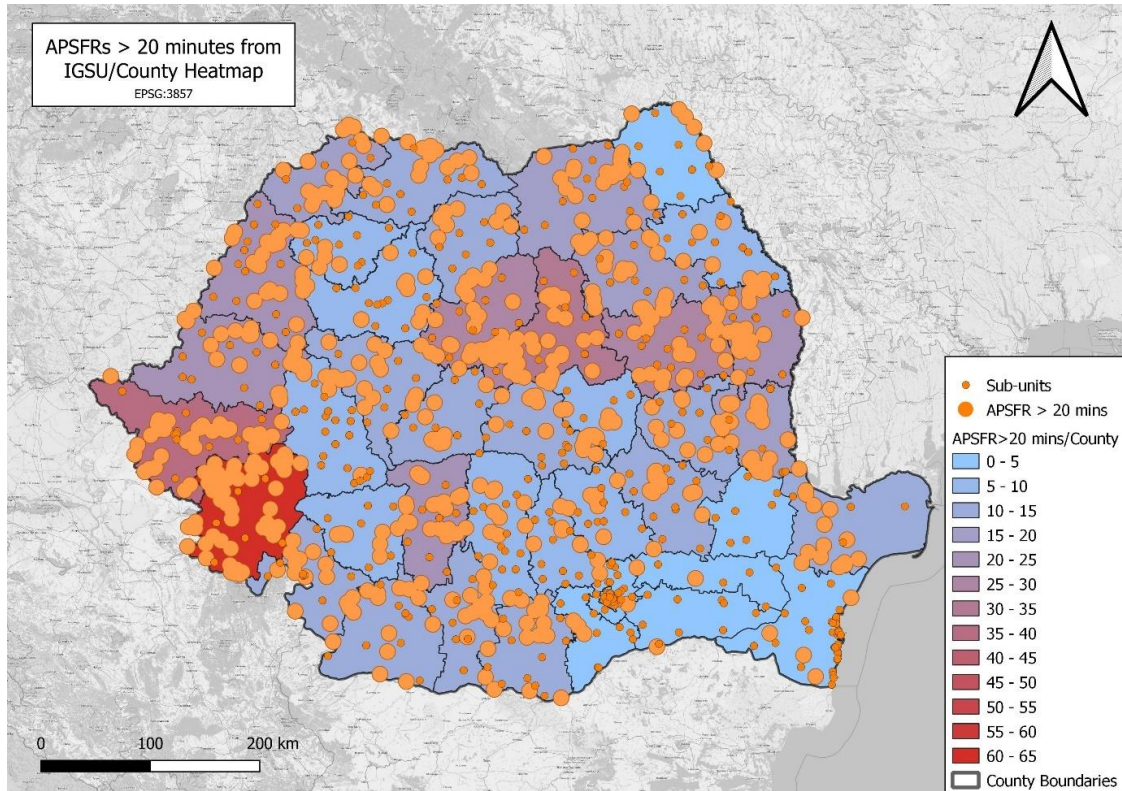 APSFRs > 20 minutes from
IGSU/County Heatmap
EPSG:3857
Sub-units
APSFR > 20 mins
APSFR>20 mins/County
0 - 5
5 - 10
10 - 15
15 - 20
20 - 25
25 - 30
30 - 35
35 - 40
40 - 45
45 - 50
50 - 55
55 - 60
60 - 65
County Boundaries
0 100 200 km